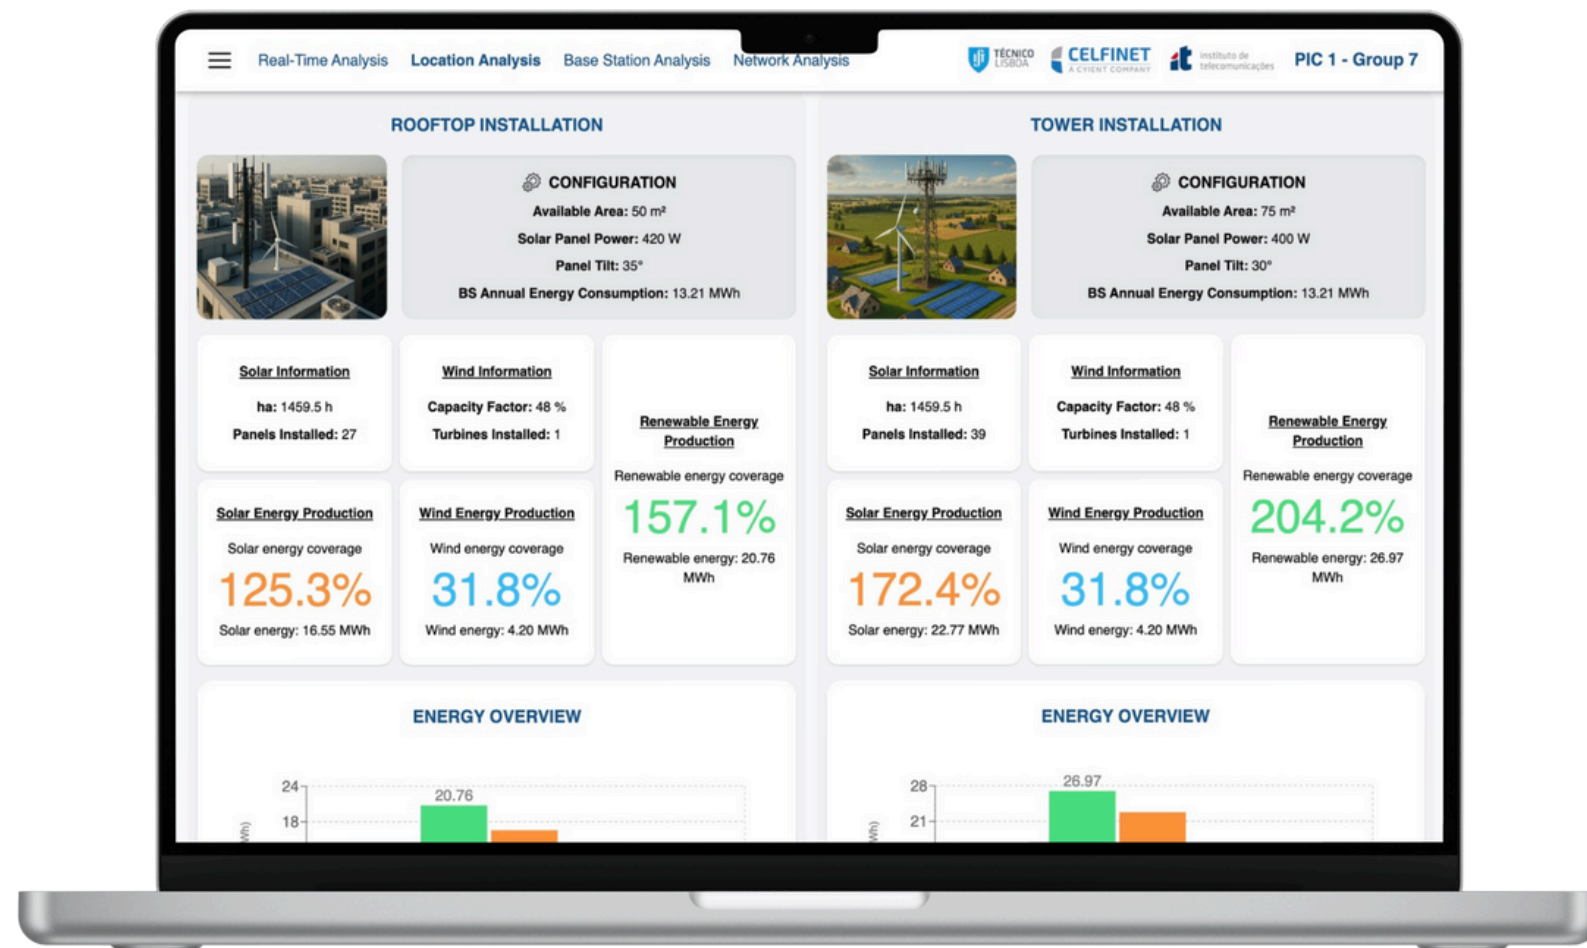 Real-Time Analysis
Location Analysis
Base Station Analysis
Network Analysis
TÉCNICO
LISBOA
CELFINET
A CYIENT COMPANY
it
instituto de
telecomunicações
PIC 1 - Group 7
ROOFTOP INSTALLATION
CONFIGURATION
Available Area: 50 m²
Solar Panel Power: 420 W
Panel Tilt: 35°
BS Annual Energy Consumption: 13.21 MWh
Solar Information
ha: 1459.5 h
Panels Installed: 27
Wind Information
Capacity Factor: 48 %
Turbines Installed: 1
Renewable Energy
Production
Renewable energy coverage
157.1%
Renewable energy: 20.76
MWh
Solar Energy Production
Solar energy coverage
125.3%
Solar energy: 16.55 MWh
Wind Energy Production
Wind energy coverage
31.8%
Wind energy: 4.20 MWh
ENERGY OVERVIEW
24
20.76
18
Wh)
TOWER INSTALLATION
CONFIGURATION
Available Area: 75 m²
Solar Panel Power: 400 W
Panel Tilt: 30°
BS Annual Energy Consumption: 13.21 MWh
Solar Information
ha: 1459.5 h
Panels Installed: 39
Wind Information
Capacity Factor: 48 %
Turbines Installed: 1
Renewable Energy
Production
Renewable energy coverage
204.2%
Renewable energy: 26.97
MWh
Solar Energy Production
Solar energy coverage
172.4%
Solar energy: 22.77 MWh
Wind Energy Production
Wind energy coverage
31.8%
Wind energy: 4.20 MWh
ENERGY OVERVIEW
28
26.97
21
Wh)